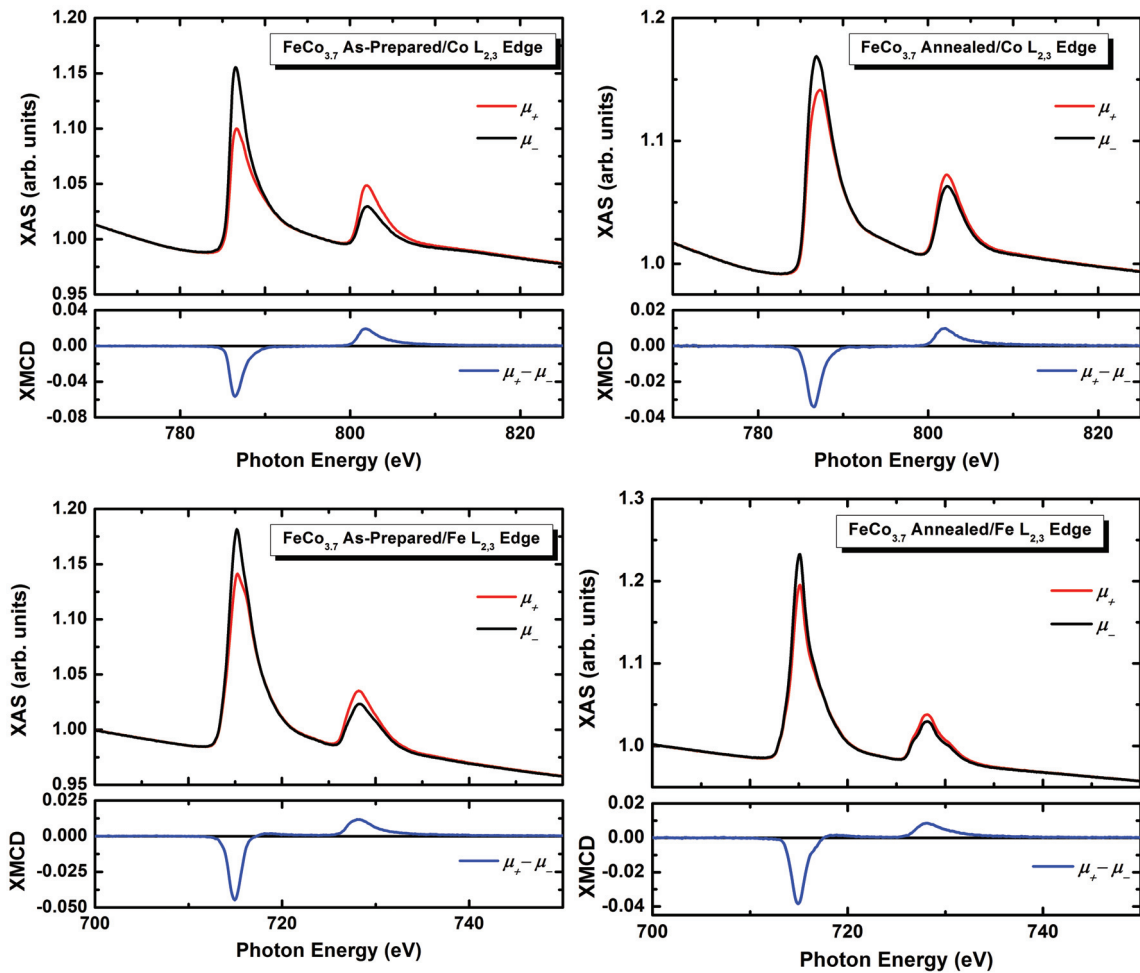 1.20
FeCo3.7 As-Prepared/Co L2,3 Edge
1.15
μ+
μ−
1.10
XAS (arb. units)
1.05
1.00
0.95
0.04
0.00
XMCD
μ+− μ−
-0.04
-0.08
780
800
820
Photon Energy (eV)
1.2
FeCo3.7 Annealed/Co L2,3 Edge
μ+
μ−
XAS (arb. units)
1.1
1.0
0.02
0.00
XMCD
μ+− μ−
-0.02
-0.04
780
800
820
Photon Energy (eV)
1.20
FeCo3.7 As-Prepared/Fe L2,3 Edge
1.15
μ+
μ−
1.10
XAS (arb. units)
1.05
1.00
0.95
0.025
0.000
XMCD
μ+− μ−
-0.025
-0.050
700
720
740
Photon Energy (eV)
1.3
FeCo3.7 Annealed/Fe L2,3 Edge
1.2
μ+
μ−
XAS (arb. units)
1.1
1.0
0.02
0.00
XMCD
μ+− μ−
-0.02
-0.04
700
720
740
Photon Energy (eV)